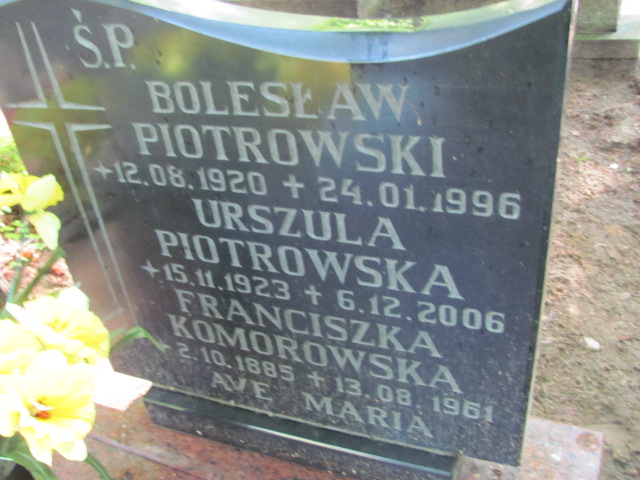 Ś.P.
BOLESŁAW
PIOTROWSKI
+12.08.1920 + 24.01.1996
URSZULA
PIOTROWSKA
+15.11.1923 + 6.12.2006
FRANCISZKA
KOMOROWSKA
2.10.1885 + 13.08.1961
AVE MARIA